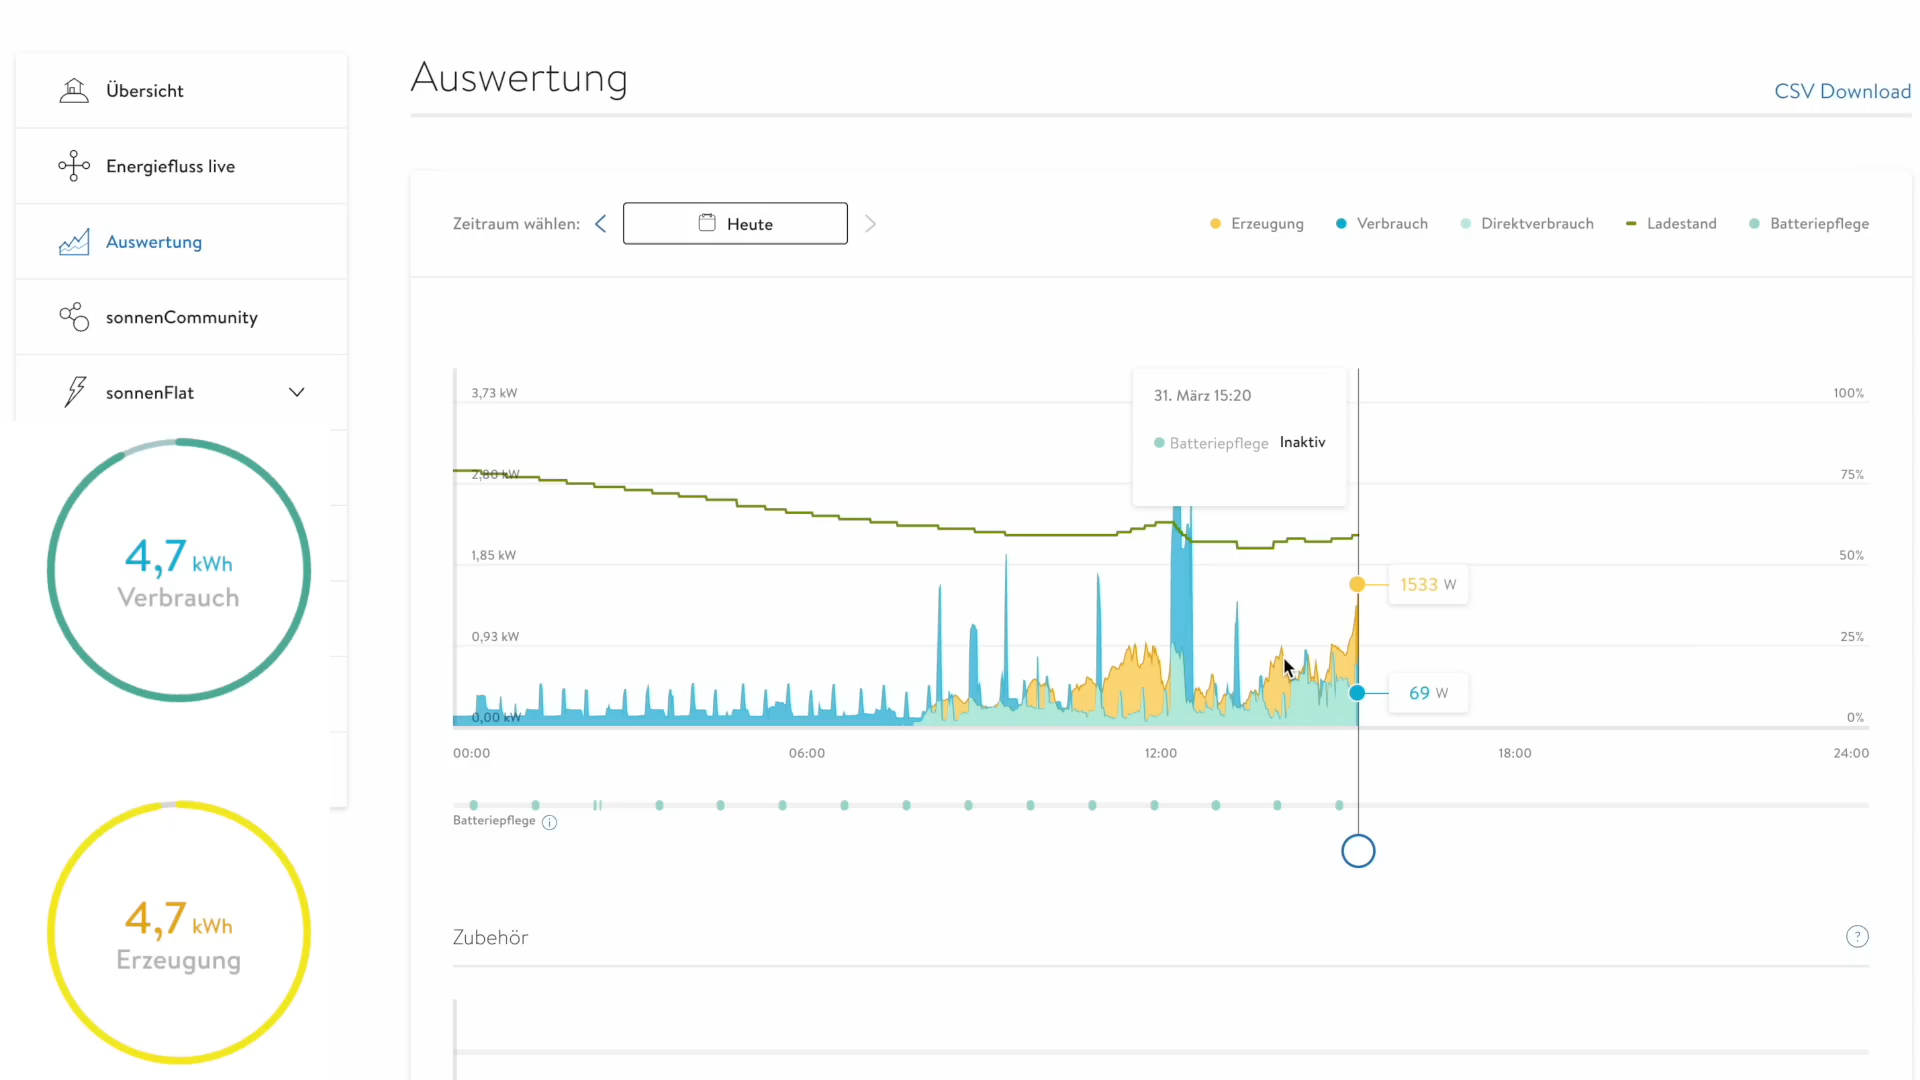 Übersicht
Energiefluss live
Auswertung
sonnenCommunity
sonnenFlat
4,7 kWh
Verbrauch
4,7 kWh
Erzeugung
Auswertung
CSV Download
Zeitraum wählen:
Heute
Erzeugung
Verbrauch
Direktverbrauch
Ladestand
Batteriepflege
3,73 kW
2,80 kW
1,85 kW
0,93 kW
0,00 kW
100%
75%
50%
25%
0%
31. März 15:20
Batteriepflege Inaktiv
1533 W
69 W
00:00
06:00
12:00
18:00
24:00
Batteriepflege i
Zubehör
?